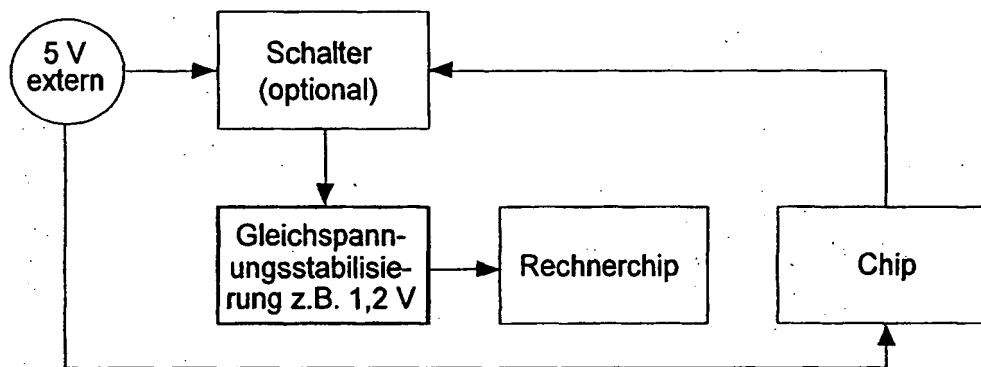 5 V
extern
Schalter
(optional)
Gleichspann-
ungsstabilisie-
rung z.B. 1,2 V
Rechnerchip
Chip